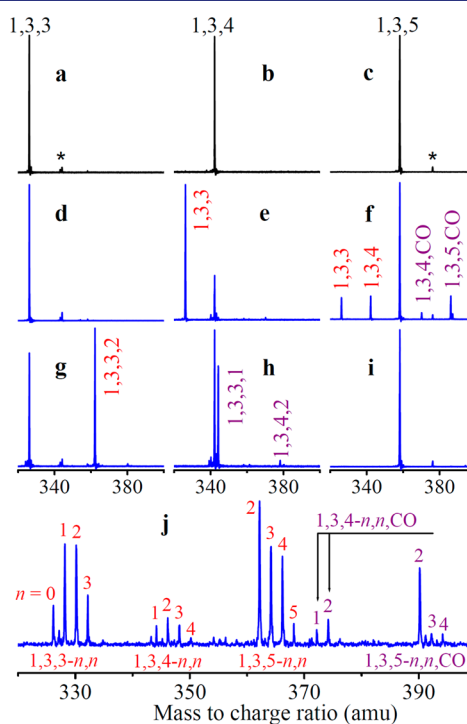 1,3,3
1,3,4
1,3,5
a
b
c
*
*
d
e
f
1,3,3
1,3,3
1,3,4
1,3,4,CO
1,3,5,CO
g
h
i
1,3,3,2
1,3,3,1
1,3,4,2
340 380
340 380
340 380
j
n = 0
1
2
3
1
2
3
4
2
3
4
5
1,3,4-n,n,CO
1
2
2
3
4
1,3,3-n,n
1,3,4-n,n
1,3,5-n,n
1,3,5-n,n,CO
330 350 370 390
Mass to charge ratio (amu)